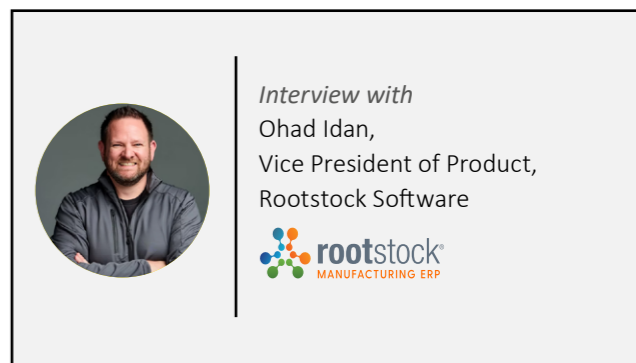 Interview with
Ohad Idan,
Vice President of Product,
Rootstock Software
rootstock®
MANUFACTURING ERP